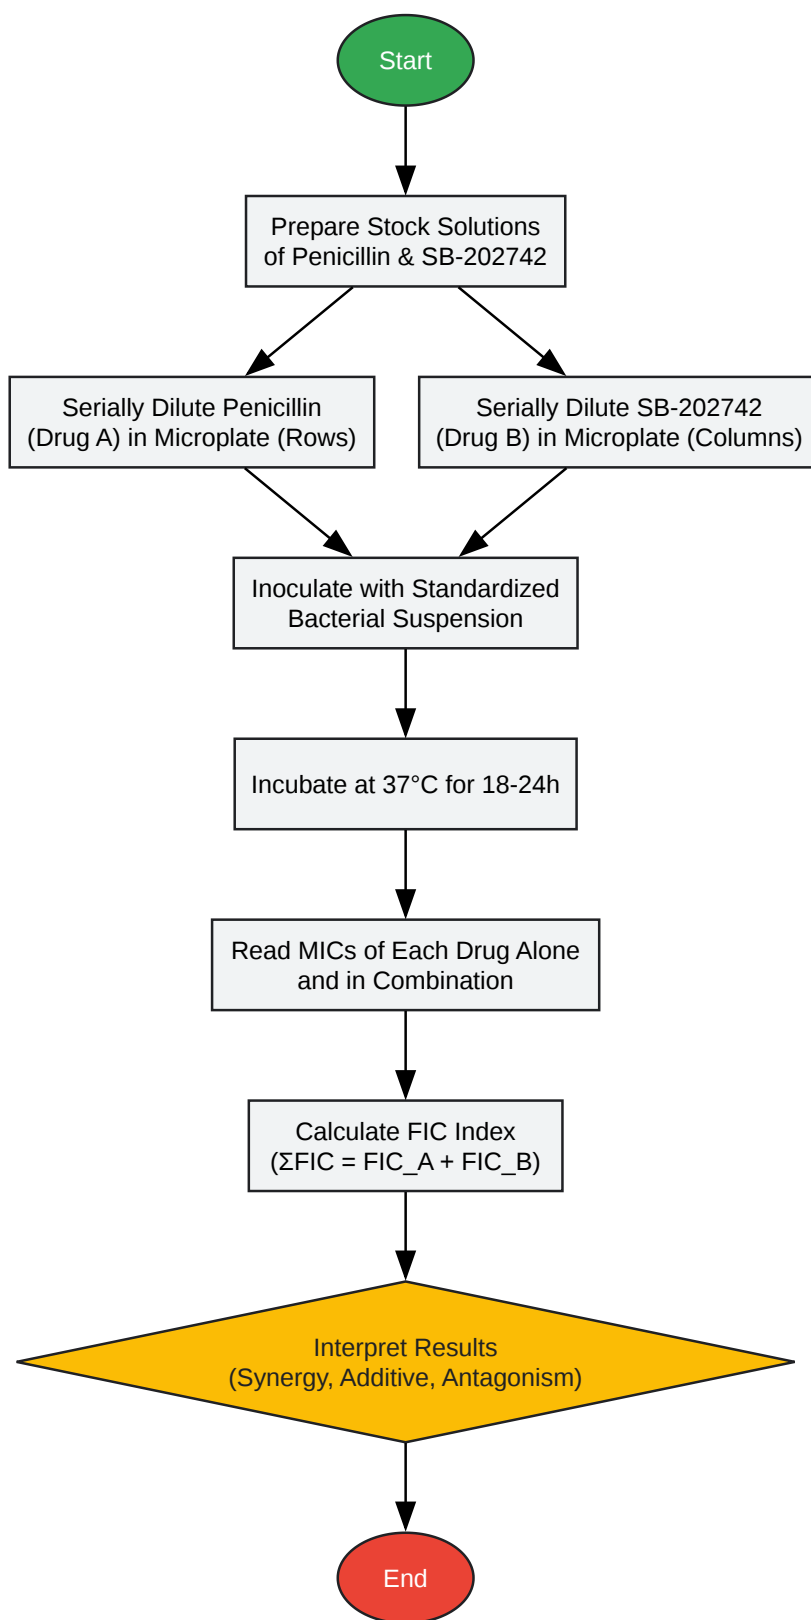 Start
Prepare Stock Solutions
of Penicillin & SB-202742
Serially Dilute Penicillin
(Drug A) in Microplate (Rows)
Serially Dilute SB-202742
(Drug B) in Microplate (Columns)
Inoculate with Standardized
Bacterial Suspension
Incubate at 37°C for 18-24h
Read MICs of Each Drug Alone
and in Combination
Calculate FIC Index
(ΣFIC = FIC_A + FIC_B)
Interpret Results
(Synergy, Additive, Antagonism)
End